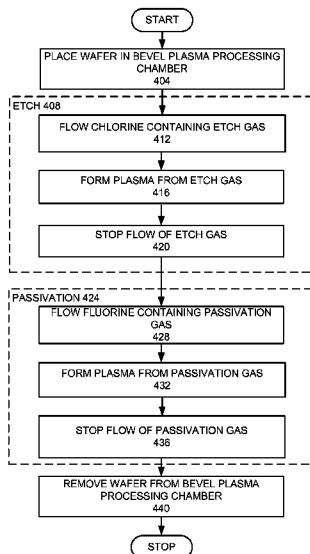 START
PLACE WAFER IN BEVEL PLASMA PROCESSING
CHAMBER
404
ETCH 408
FLOW CHLORINE CONTAINING ETCH GAS
412
FORM PLASMA FROM ETCH GAS
416
STOP FLOW OF ETCH GAS
420
PASSIVATION 424
FLOW FLUORINE CONTAINING PASSIVATION
GAS
428
FORM PLASMA FROM PASSIVATION GAS
432
STOP FLOW OF PASSIVATION GAS
436
REMOVE WAFER FROM BEVEL PLASMA
PROCESSING CHAMBER
440
STOP